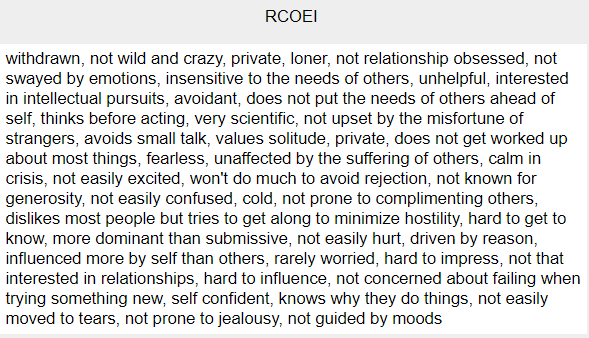 RCOEI
withdrawn, not wild and crazy, private, loner, not relationship obsessed, not
swayed by emotions, insensitive to the needs of others, unhelpful, interested
in intellectual pursuits, avoidant, does not put the needs of others ahead of
self, thinks before acting, very scientific, not upset by the misfortune of
strangers, avoids small talk, values solitude, private, does not get worked up
about most things, fearless, unaffected by the suffering of others, calm in
crisis, not easily excited, won't do much to avoid rejection, not known for
generosity, not easily confused, cold, not prone to complimenting others,
dislikes most people but tries to get along to minimize hostility, hard to get to
know, more dominant than submissive, not easily hurt, driven by reason,
influenced more by self than others, rarely worried, hard to impress, not that
interested in relationships, hard to influence, not concerned about failing when
trying something new, self confident, knows why they do things, not easily
moved to tears, not prone to jealousy, not guided by moods